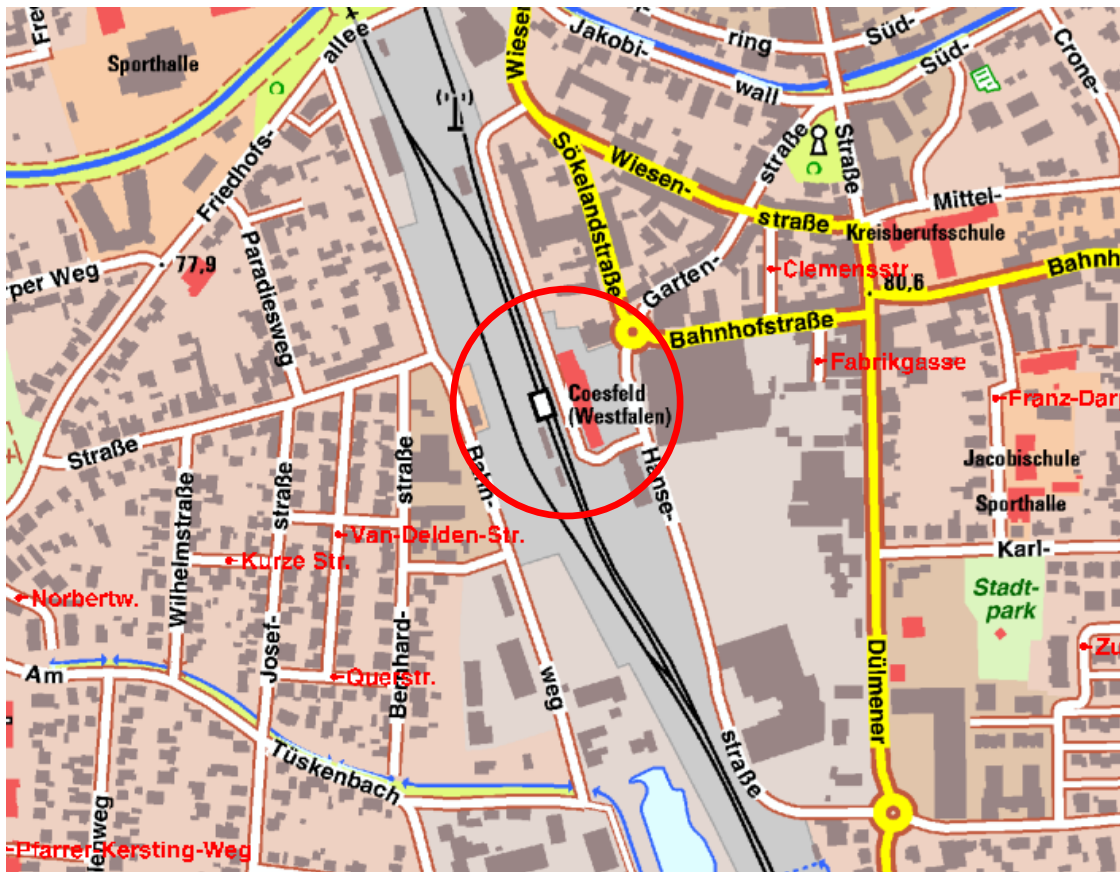 Sporthalle
allee
Friedhofs-
Wiesen
Jakobi-
wall
ring
Süd-
Süd-
Crone-
Sökelandstraße
Wiesen-
straße
straße
Straße
Mittel-
Kreisberufsschule
Garten-
Clemensstr.
80,6
Bahnh
Bahnhofstraße
Fabrikgasse
77,9
rper Weg
Paradiesweg
Coesfeld
(Westfalen)
Franz-Dar
Jacobischule
Sporthalle
Straße
Wilhelmstraße
straße
straße
Bahn-
Hanse-
Van-Delden-Str.
Kurze Str.
Karl-
Stadt-
park
Norbertw.
Josef-
Bernhard-
Querstr.
weg
Am
Tüskenbach
straße
Dülmener
Zu
lenweg
Pfarrer-Kersting-Weg